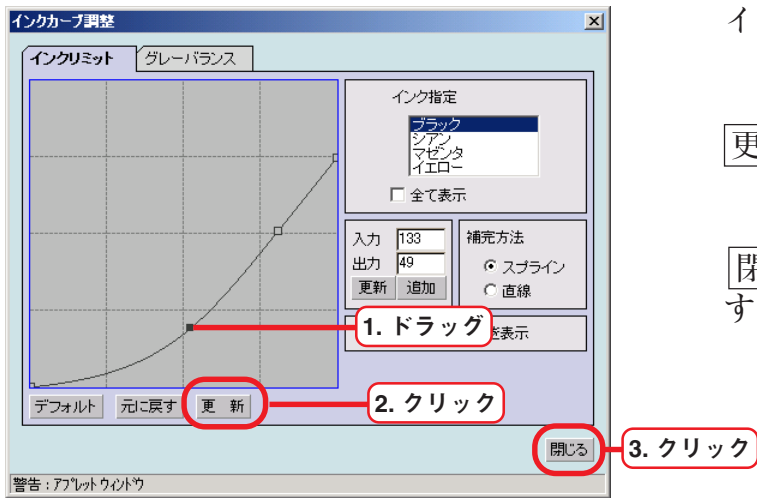 インクカーブ調整
インクリミット
グレーバランス
インク指定
ブラック
シアン
マゼンタ
イエロー
全て表示
入力 133
出力 49
更新 追加
補完方法
スプライン
直線
を表示
1. ドラッグ
デフォルト 元に戻す 更 新
2. クリック
閉じる
3. クリック
警告：アプレット ウィンドウ
イ
更
閉
す